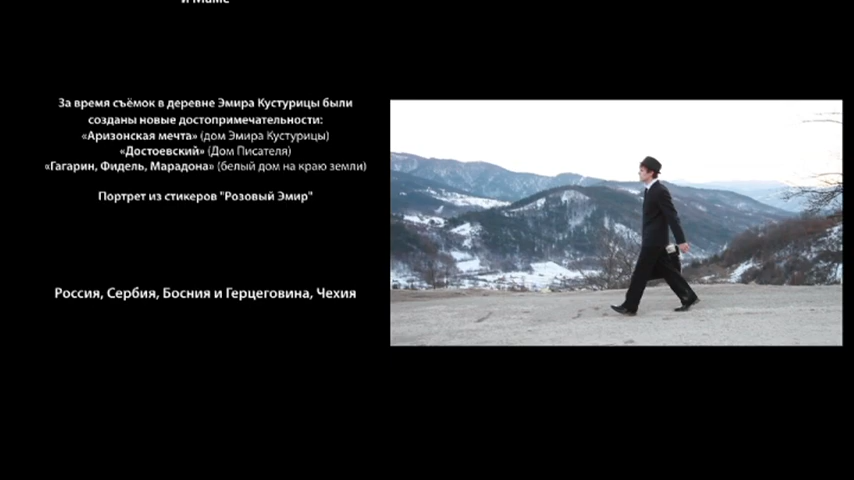 и Маме
За время съёмок в деревне Эмира Кустурицы были
созданы новые достопримечательности:
«Аризонская мечта» (дом Эмира Кустурицы)
«Достоевский» (Дом Писателя)
«Гагарин, Фидель, Марадона» (белый дом на краю земли)
Портрет из стикеров "Розовый Эмир"
Россия, Сербия, Босния и Герцеговина, Чехия